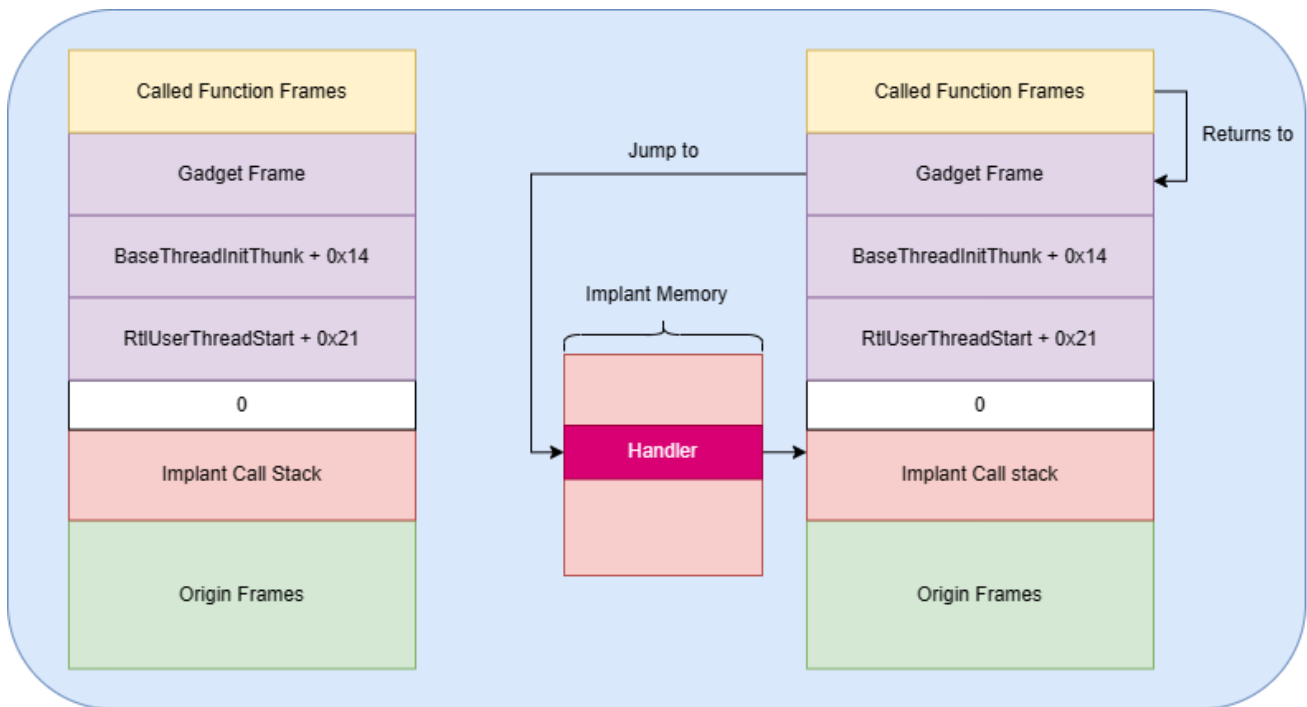 Called Function Frames
Gadget Frame
BaseThreadInitThunk + 0x14
RtlUserThreadStart + 0x21
0
Implant Call Stack
Origin Frames
Jump to
Implant Memory
Handler
Called Function Frames
Returns to
Gadget Frame
BaseThreadInitThunk + 0x14
RtlUserThreadStart + 0x21
0
Implant Call stack
Origin Frames